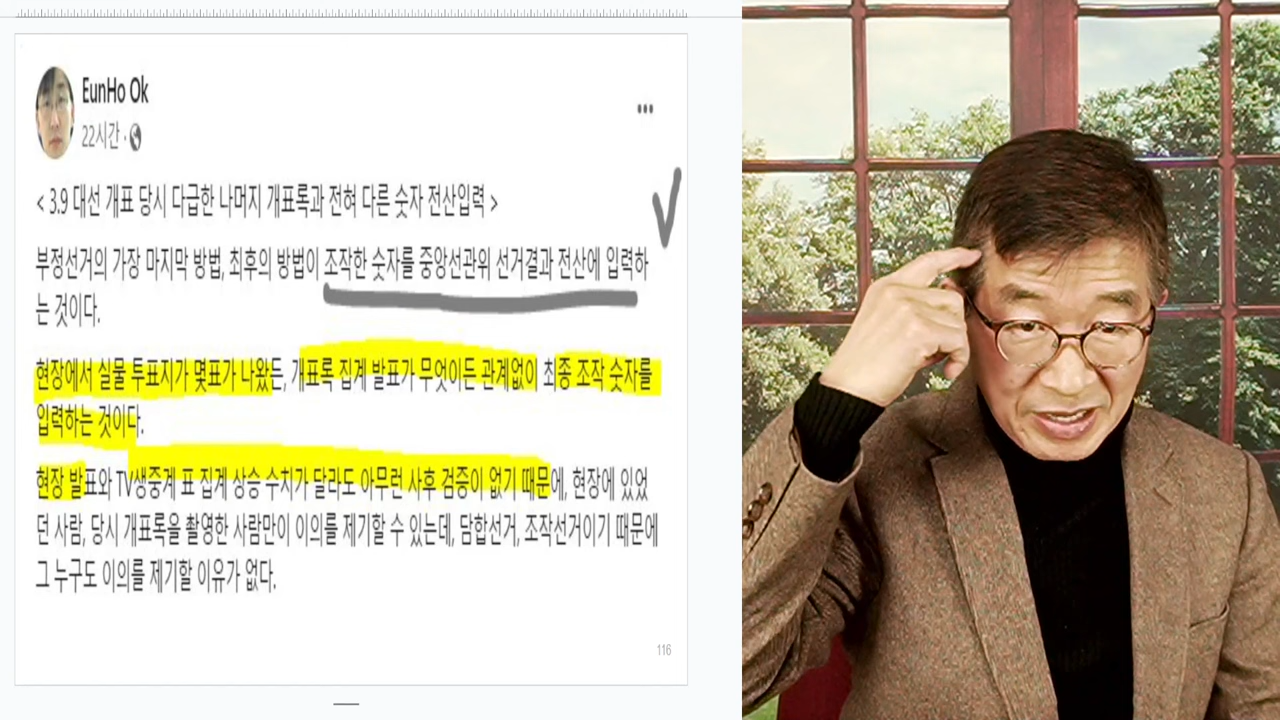 EunHo Ok
22시간 ·
< 3.9 대선 개표 당시 다급한 나머지 개표록과 전혀 다른 숫자 전산입력 >
부정선거의 가장 마지막 방법, 최후의 방법이 조작한 숫자를 중앙선관위 선거결과 전산에 입력하
는 것이다.
현장에서 실물 투표지가 몇표가 나왔든, 개표록 집계 발표가 무엇이든 관계없이 최종 조작 숫자를
입력하는 것이다.
현장 발표와 TV생중계 표 집계 상승 수치가 달라도 아무런 사후 검증이 없기 때문에, 현장에 있었
던 사람, 당시 개표록을 촬영한 사람만이 이의를 제기할 수 있는데, 담합선거, 조작선거이기 때문에
그 누구도 이의를 제기할 이유가 없다.
116